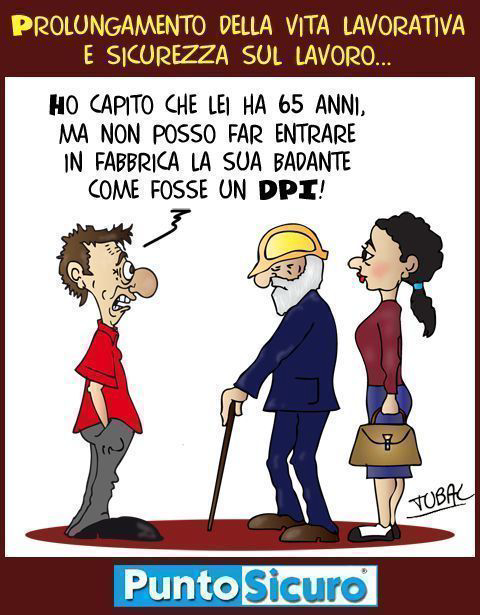 PROLUNGAMENTO DELLA VITA LAVORATIVA
E SICUREZZA SUL LAVORO...
HO CAPITO CHE LEI HA 65 ANNI,
MA NON POSSO FAR ENTRARE
IN FABBRICA LA SUA BADANTE
COME FOSSE UN DPI!
TUBAL
PuntoSicuro®